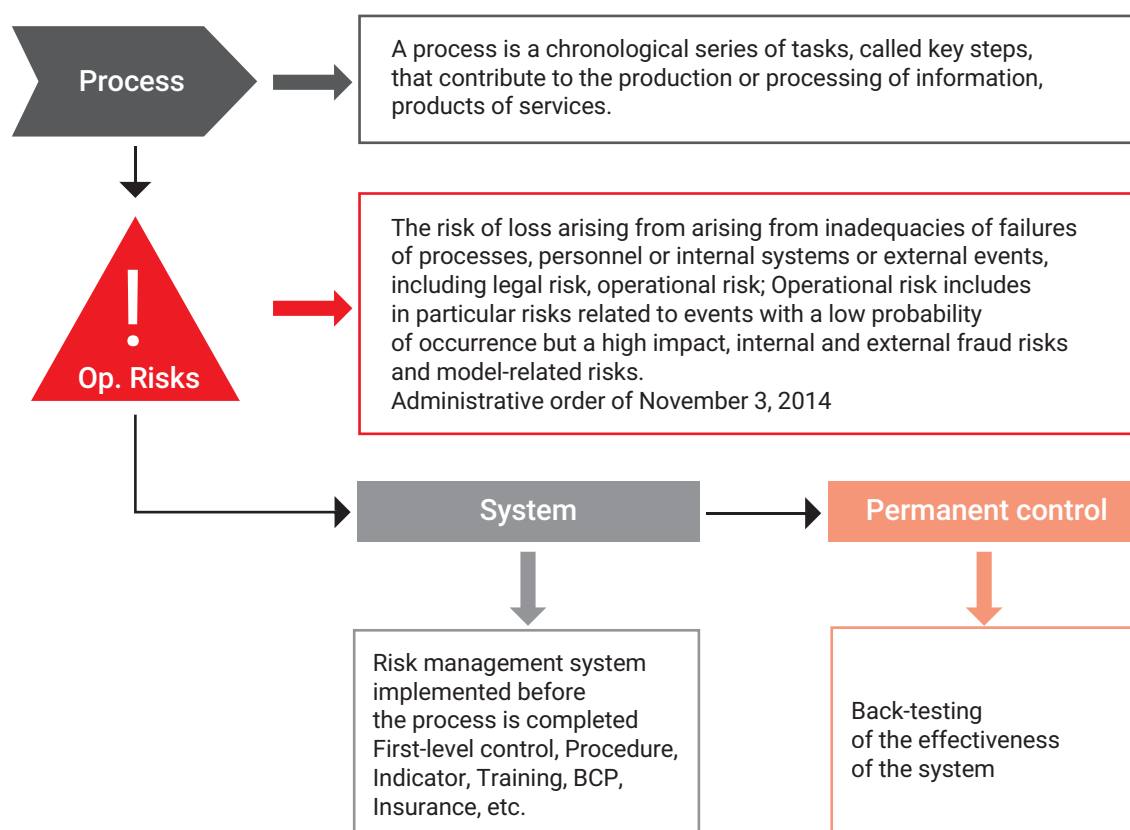 Process
A process is a chronological series of tasks, called key steps,
that contribute to the production or processing of information,
products of services.
!
Op. Risks
The risk of loss arising from arising from inadequacies of failures
of processes, personnel or internal systems or external events,
including legal risk, operational risk; Operational risk includes
in particular risks related to events with a low probability
of occurrence but a high impact, internal and external fraud risks
and model-related risks.
Administrative order of November 3, 2014
System
Permanent control
Risk management system
implemented before
the process is completed
First-level control, Procedure,
Indicator, Training, BCP,
Insurance, etc.
Back-testing
of the effectiveness
of the system